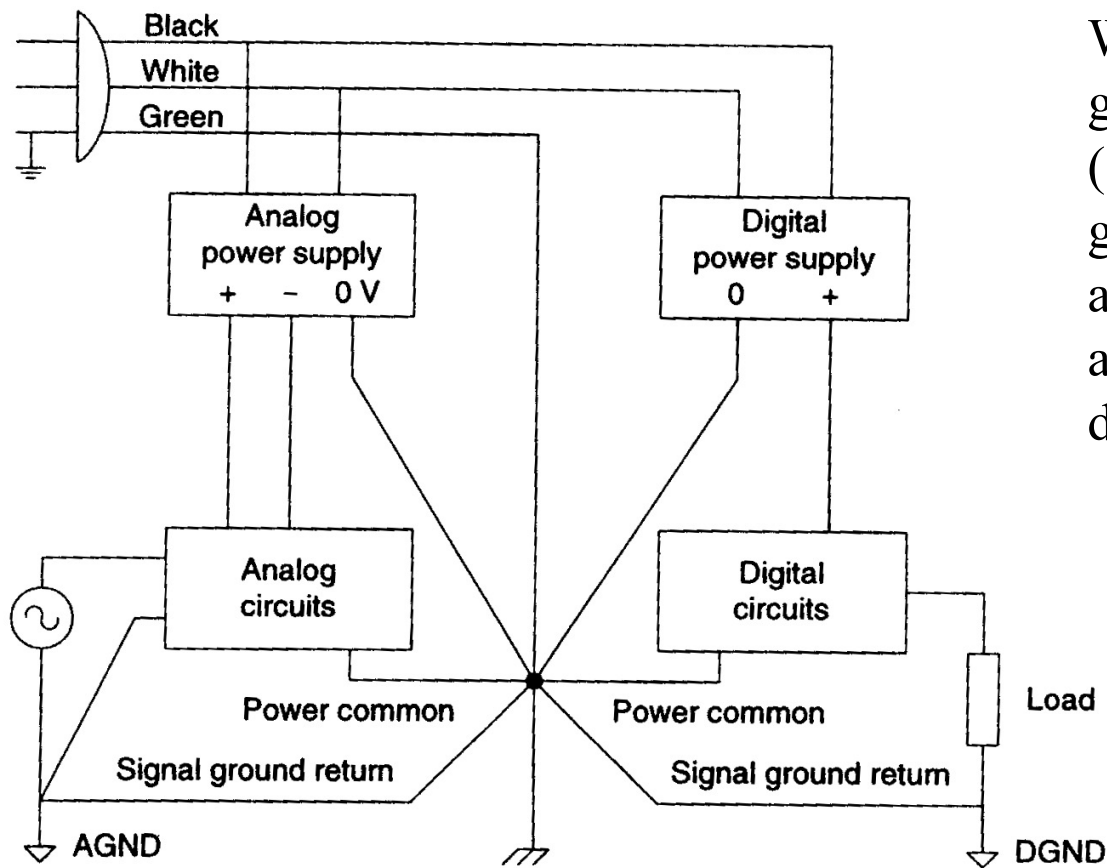 Black
White
Green
Analog
power supply
+ − 0 V
Digital
power supply
0 +
Analog
circuits
Digital
circuits
Power common
Power common
Load
Signal ground return
Signal ground return
AGND
DGND